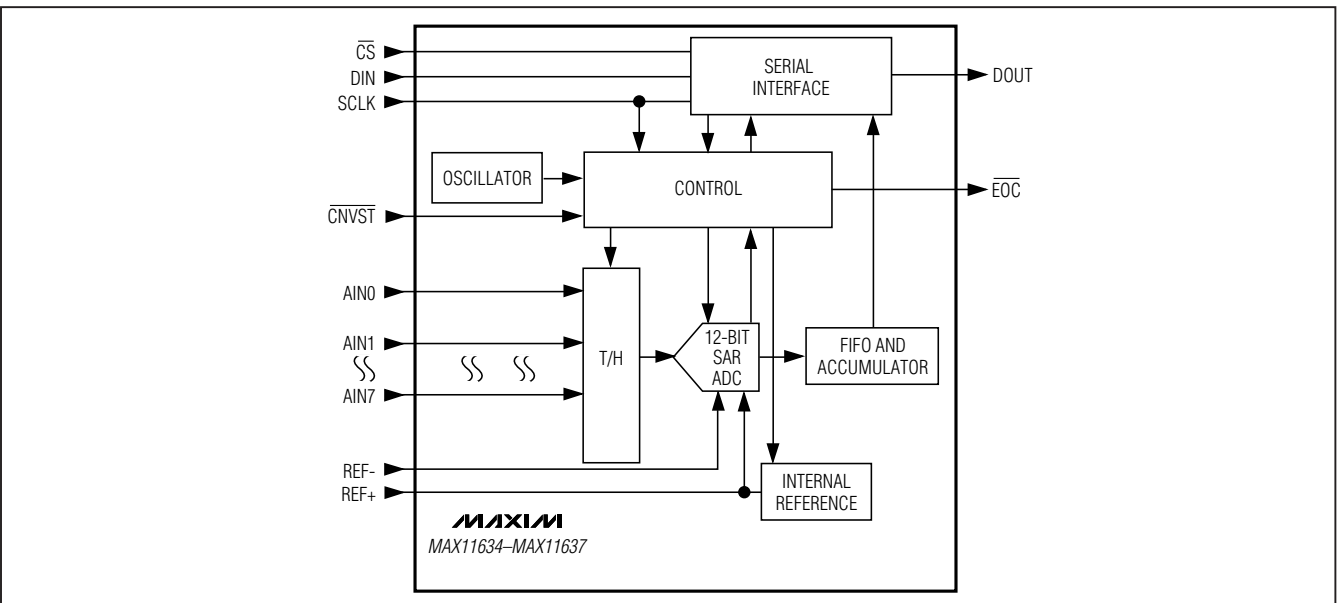 CS
DIN
SCLK
SERIAL
INTERFACE
DOUT
OSCILLATOR
CONTROL
EOC
CNVST
AIN0
AIN1
AIN7
T/H
12-BIT
SAR
ADC
FIFO AND
ACCUMULATOR
REF-
REF+
INTERNAL
REFERENCE
MAXIM
MAX11634–MAX11637